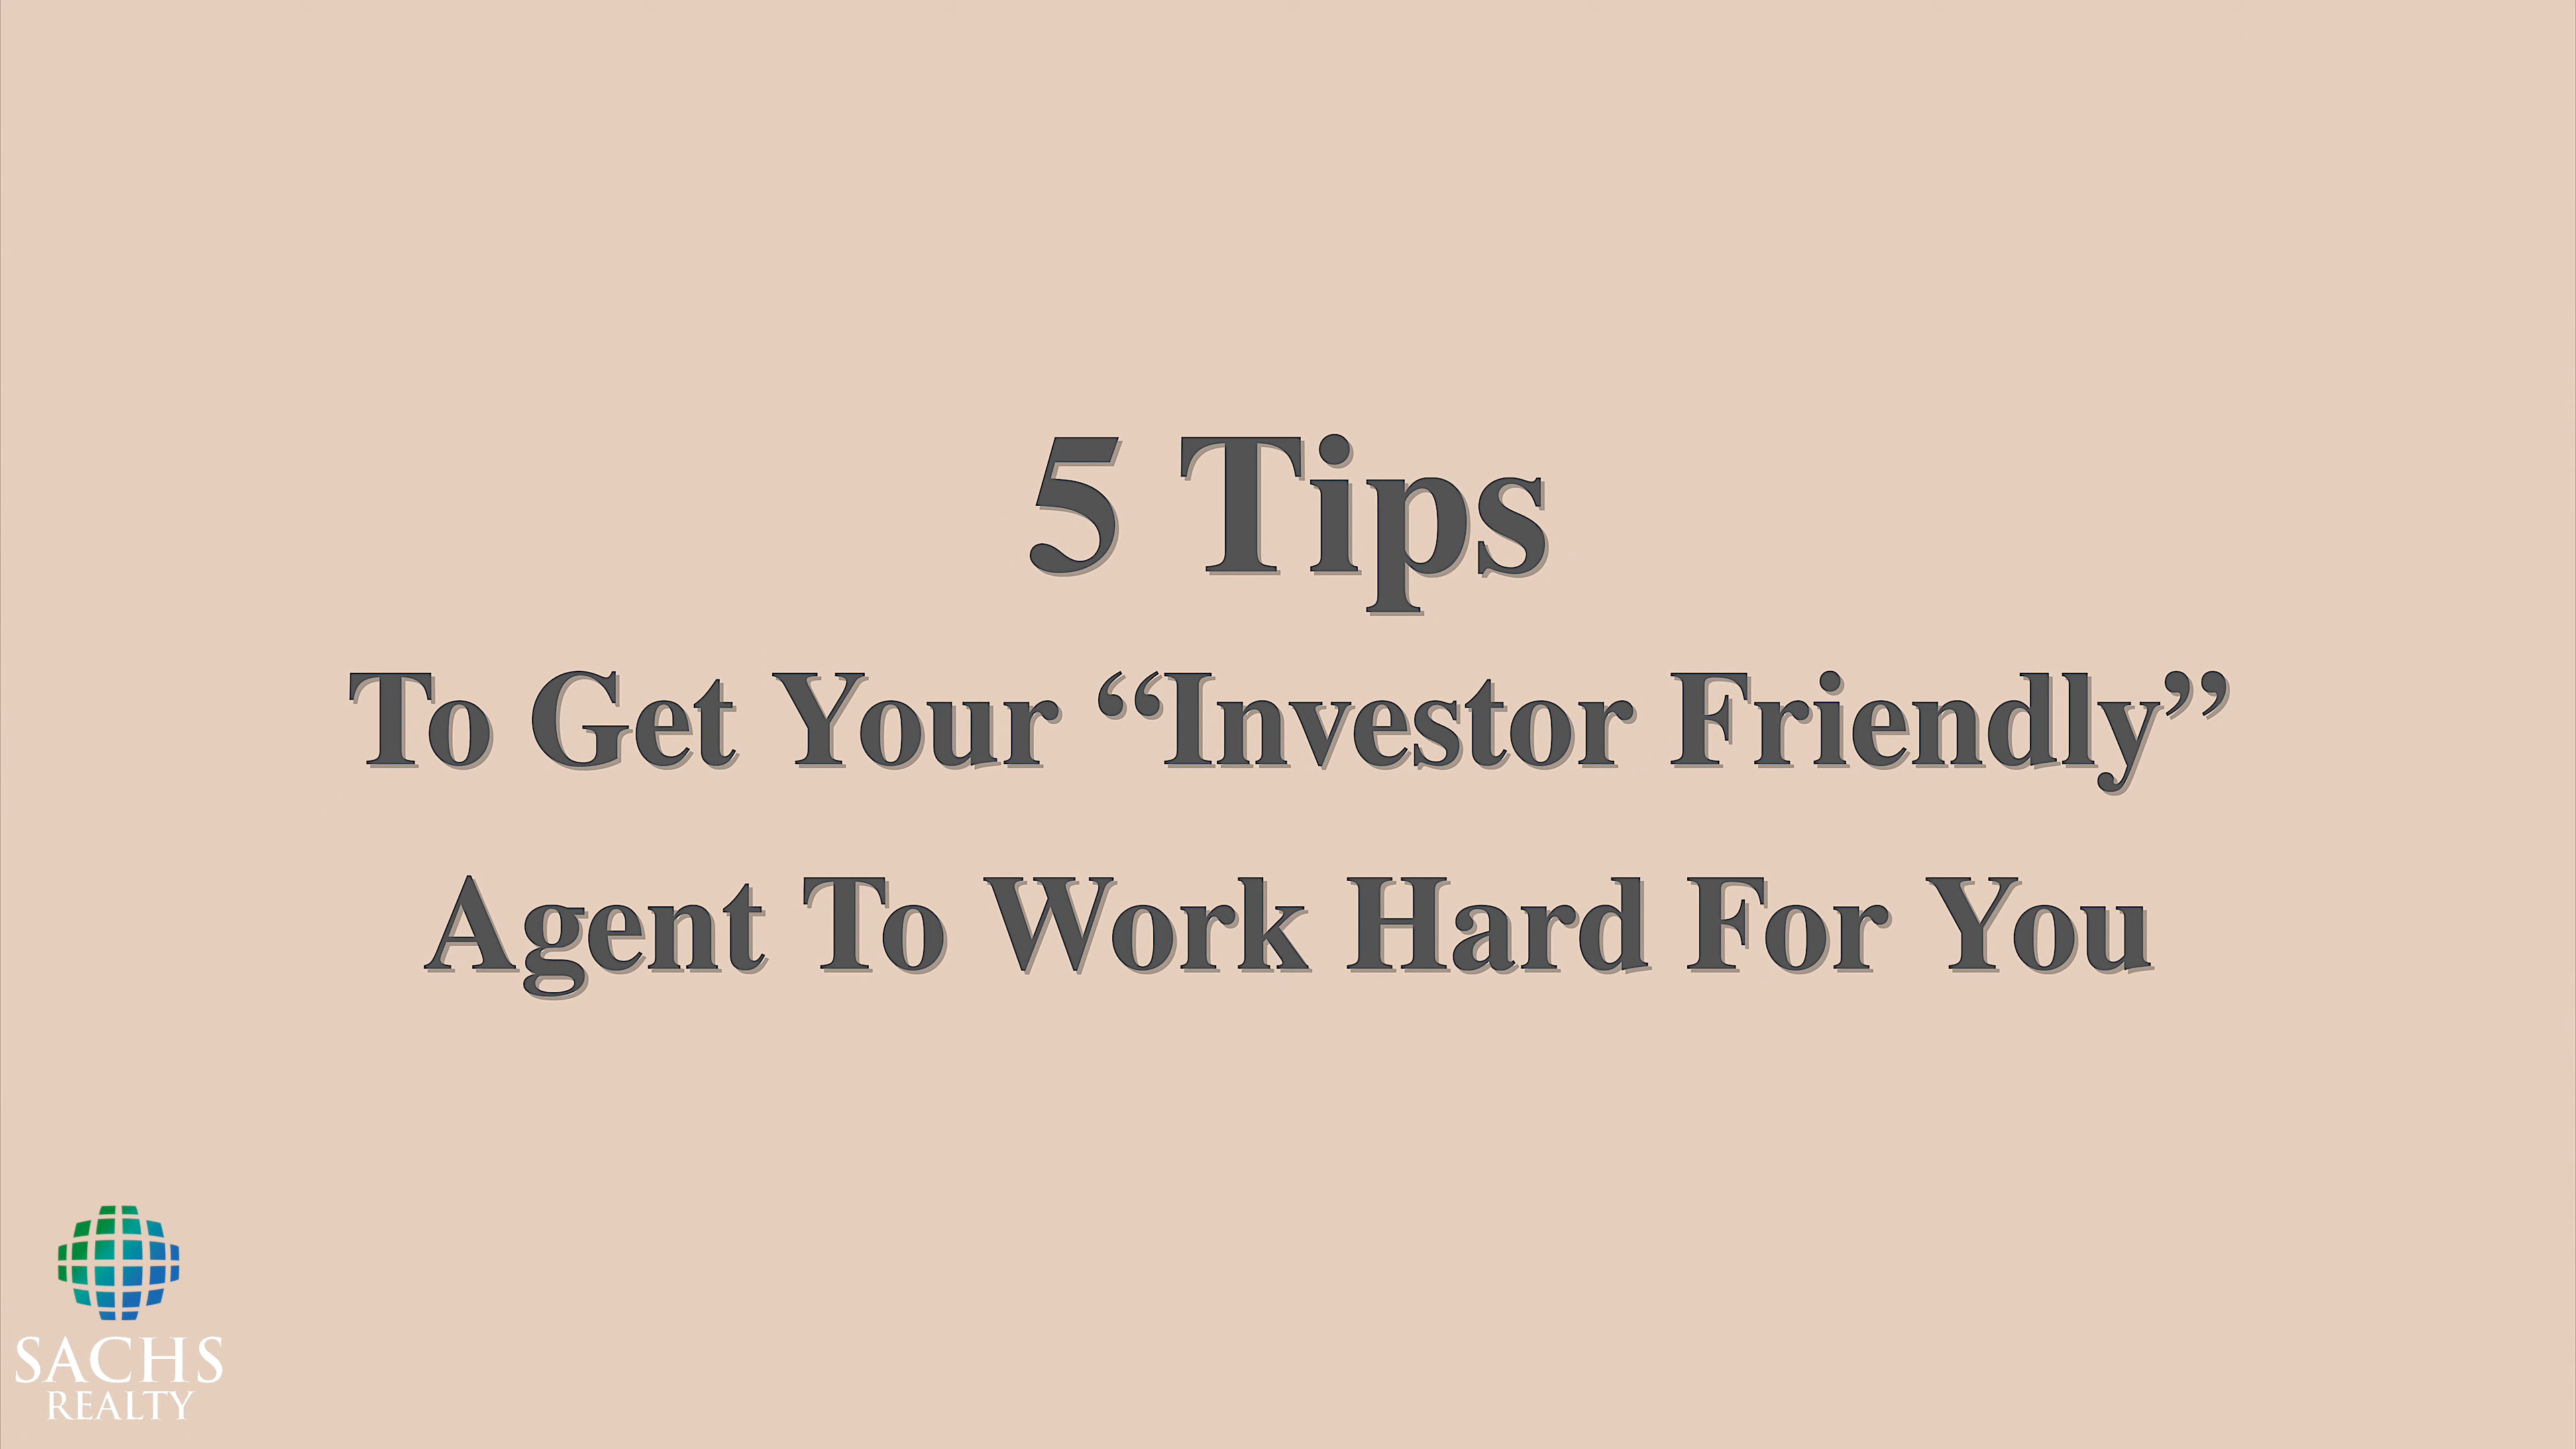 5 Tips
To Get Your “Investor Friendly”
Agent To Work Hard For You
SACHS
REALTY